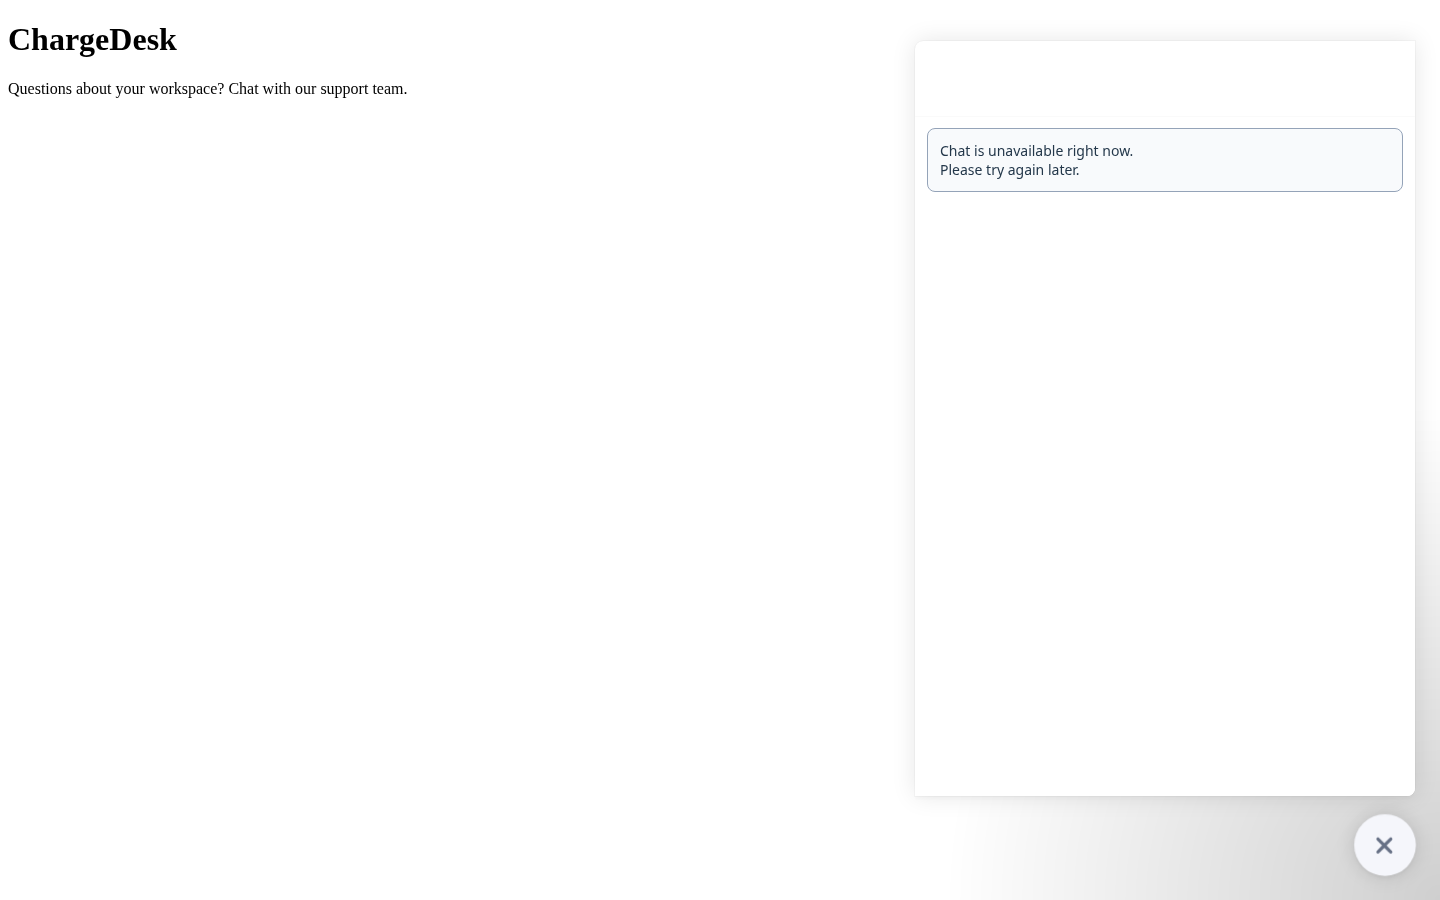 ChargeDesk
Questions about your workspace? Chat with our support team.
Chat is unavailable right now.
Please try again later.